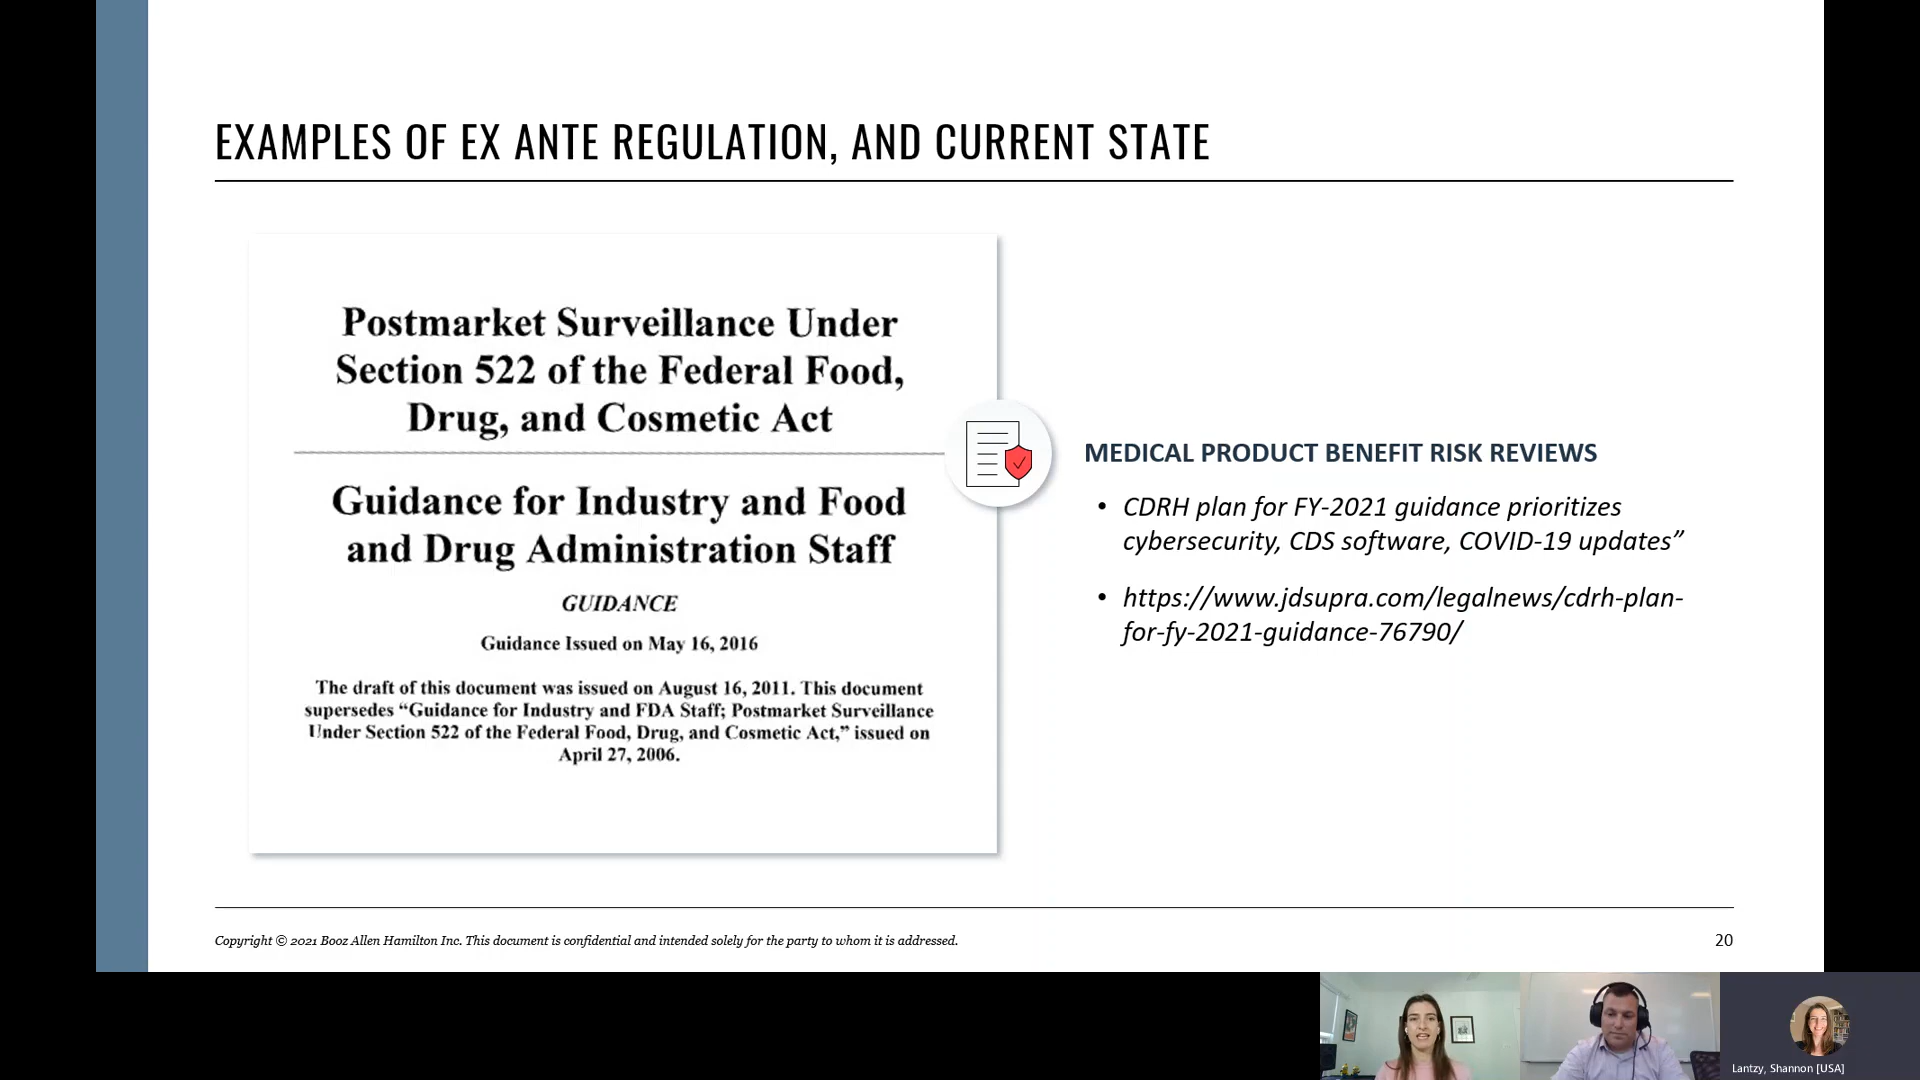 EXAMPLES OF EX ANTE REGULATION, AND CURRENT STATE
Postmarket Surveillance Under
Section 522 of the Federal Food,
Drug, and Cosmetic Act
Guidance for Industry and Food
and Drug Administration Staff
GUIDANCE
Guidance Issued on May 16, 2016
The draft of this document was issued on August 16, 2011. This document
supersedes “Guidance for Industry and FDA Staff; Postmarket Surveillance
Under Section 522 of the Federal Food, Drug, and Cosmetic Act,” issued on
April 27, 2006.
MEDICAL PRODUCT BENEFIT RISK REVIEWS
• CDRH plan for FY-2021 guidance prioritizes
cybersecurity, CDS software, COVID-19 updates”
• https://www.jdsupra.com/legalnews/cdrh-plan-
for-fy-2021-guidance-76790/
Copyright © 2021 Booz Allen Hamilton Inc. This document is confidential and intended solely for the party to whom it is addressed.
20
Lantzy, Shannon [USA]